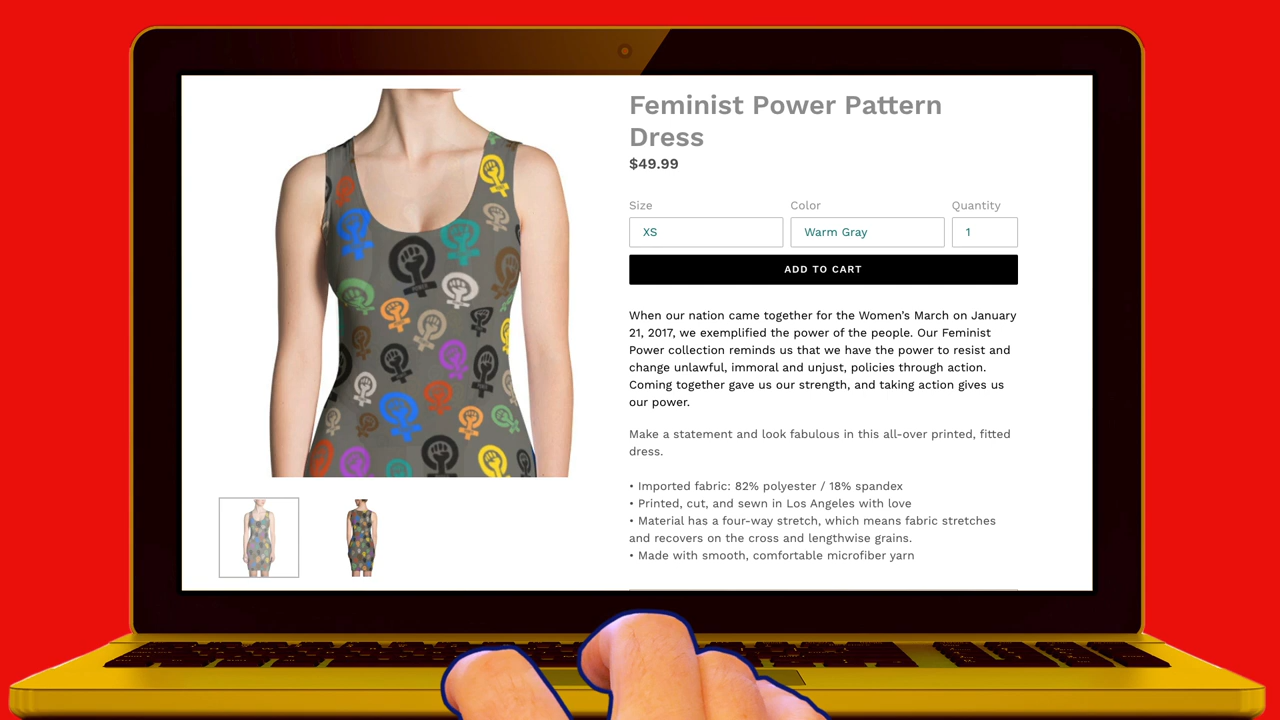 Feminist Power Pattern
Dress
$49.99
Size
Color
Quantity
XS
Warm Gray
1
ADD TO CART
When our nation came together for the Women’s March on January
21, 2017, we exemplified the power of the people. Our Feminist
Power collection reminds us that we have the power to resist and
change unlawful, immoral and unjust, policies through action.
Coming together gave us our strength, and taking action gives us
our power.
Make a statement and look fabulous in this all-over printed, fitted
dress.
• Imported fabric: 82% polyester / 18% spandex
• Printed, cut, and sewn in Los Angeles with love
• Material has a four-way stretch, which means fabric stretches
and recovers on the cross and lengthwise grains.
• Made with smooth, comfortable microfiber yarn